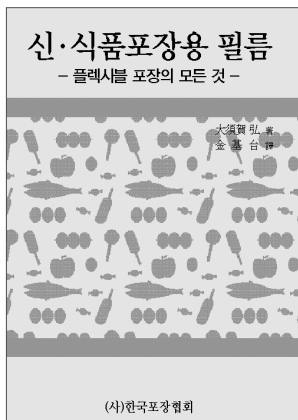 신·식품포장용 필름
– 플렉시블 포장의 모든 것 –
大須賀 弘 著
金 基 台 譯
(사)한국포장협회